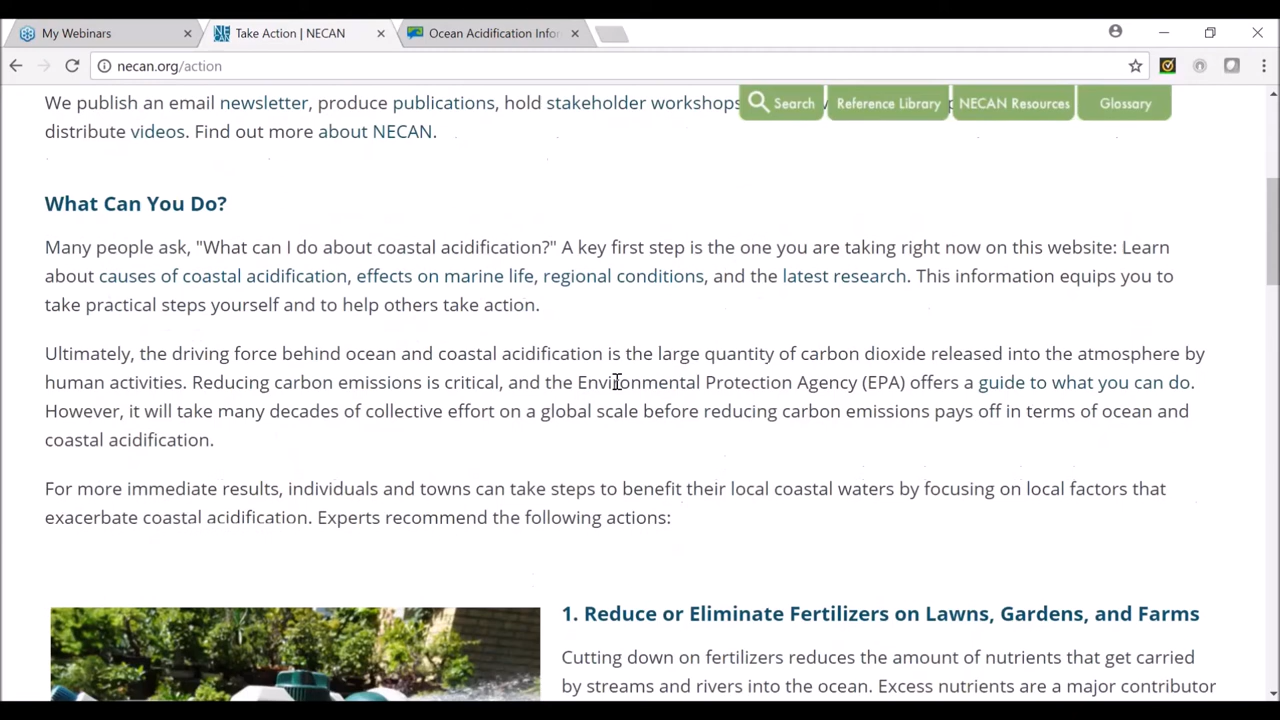 My Webinars
Take Action | NECAN
Ocean Acidification Infor
necan.org/action
We publish an email newsletter, produce publications, hold stakeholder workshops
Search
Reference Library
NECAN Resources
Glossary
distribute videos. Find out more about NECAN.
What Can You Do?
Many people ask, "What can I do about coastal acidification?" A key first step is the one you are taking right now on this website: Learn
about causes of coastal acidification, effects on marine life, regional conditions, and the latest research. This information equips you to
take practical steps yourself and to help others take action.
Ultimately, the driving force behind ocean and coastal acidification is the large quantity of carbon dioxide released into the atmosphere by
human activities. Reducing carbon emissions is critical, and the Environmental Protection Agency (EPA) offers a guide to what you can do.
However, it will take many decades of collective effort on a global scale before reducing carbon emissions pays off in terms of ocean and
coastal acidification.
For more immediate results, individuals and towns can take steps to benefit their local coastal waters by focusing on local factors that
exacerbate coastal acidification. Experts recommend the following actions:
1. Reduce or Eliminate Fertilizers on Lawns, Gardens, and Farms
Cutting down on fertilizers reduces the amount of nutrients that get carried
by streams and rivers into the ocean. Excess nutrients are a major contributor